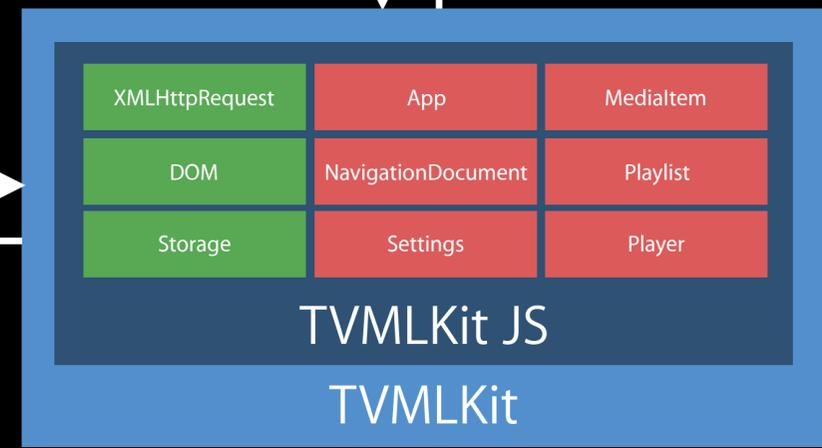 XMLHttpRequest
App
MediaItem
DOM
NavigationDocument
Playlist
Storage
Settings
Player
TVMLKit JS
TVMLKit